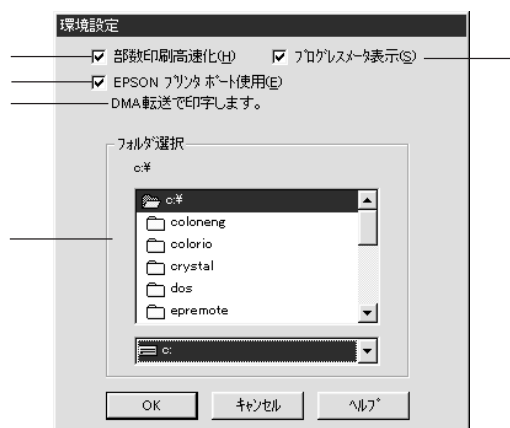 環境設定
部数印刷高速化(H) プログレスメータ表示(S)
EPSON プリンタ ポート使用(E)
DMA転送で印字します。
フォルダ選択
c:¥
c:¥
coloneng
colorio
crystal
dos
epremote
c:
OK キャンセル ヘルプ